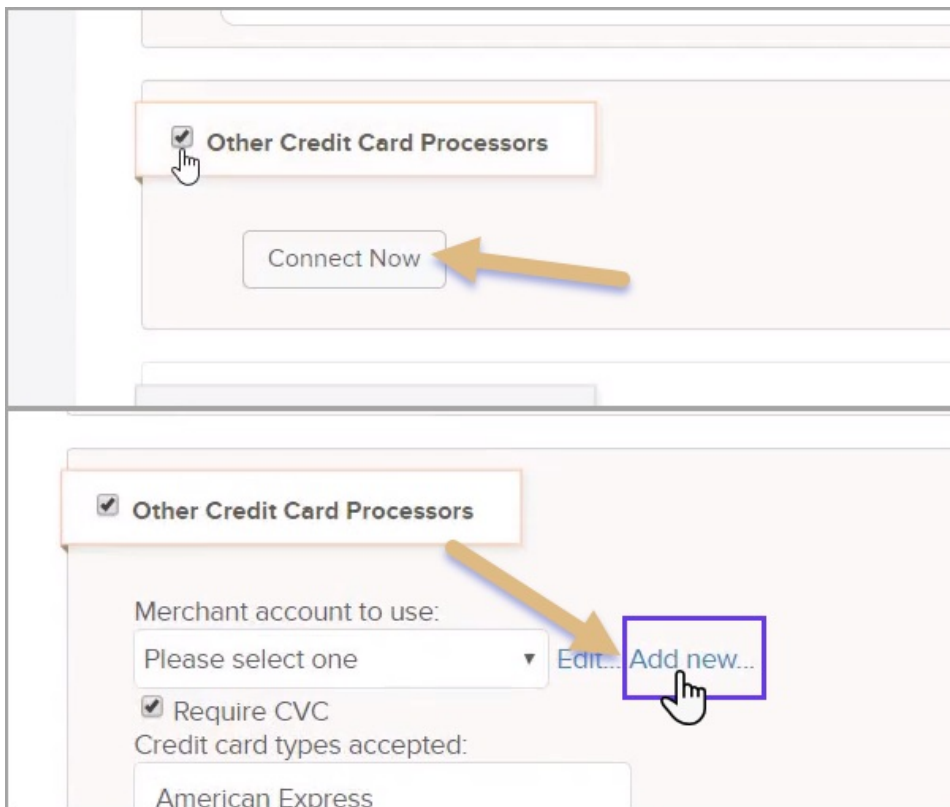 Other Credit Card Processors
Connect Now
Other Credit Card Processors
Merchant account to use:
Please select one Edit... Add new...
Require CVC
Credit card types accepted:
American Express